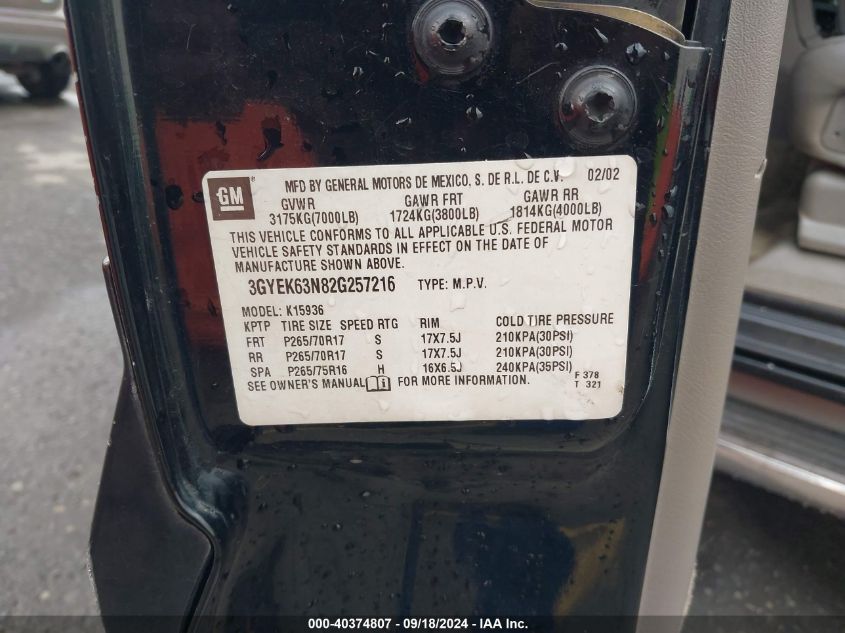 GM ® MFD BY GENERAL MOTORS DE MEXICO, S. DE R.L. DE C.V. 02/02
GVWR GAWR FRT GAWR RR
3175KG(7000LB) 1724KG(3800LB) 1814KG(4000LB)
THIS VEHICLE CONFORMS TO ALL APPLICABLE U.S. FEDERAL MOTOR
VEHICLE SAFETY STANDARDS IN EFFECT ON THE DATE OF
MANUFACTURE SHOWN ABOVE.
3GYEK63N82G257216 TYPE: M.P.V.
MODEL: K15936
KPTP TIRE SIZE SPEED RTG RIM COLD TIRE PRESSURE
FRT P265/70R17 S 17X7.5J 210KPA(30PSI)
RR P265/70R17 S 17X7.5J 210KPA(30PSI)
SPA P265/75R16 H 16X6.5J 240KPA(35PSI)
SEE OWNER'S MANUAL FOR MORE INFORMATION. F 378
T 321
000-40374807 - 09/18/2024 - IAA Inc.